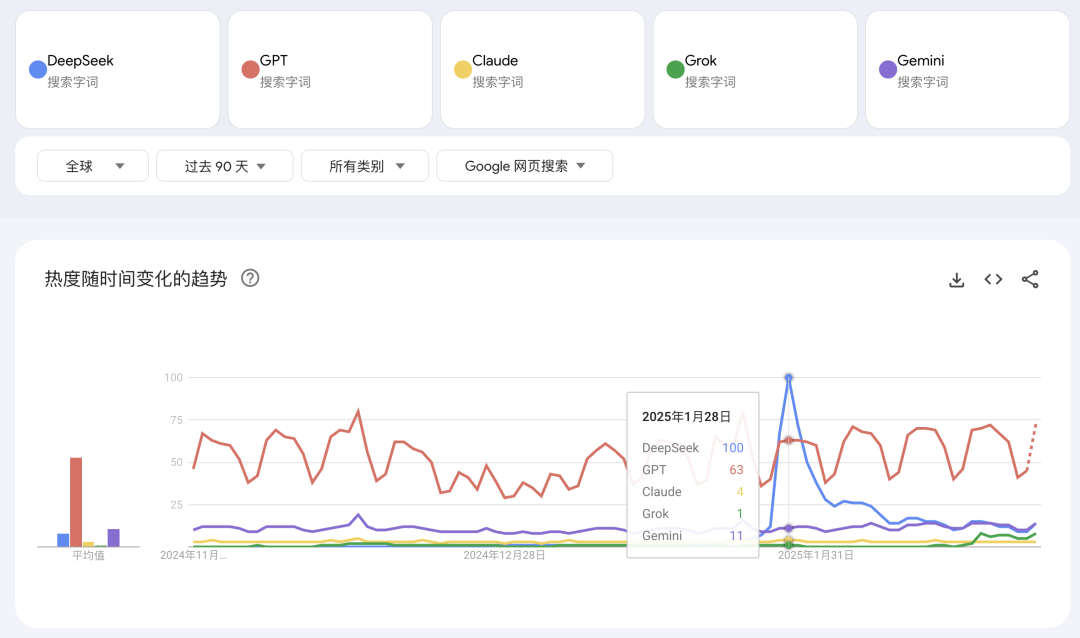 DeepSeek
搜索字词
GPT
搜索字词
Claude
搜索字词
Grok
搜索字词
Gemini
搜索字词
全球
过去 90 天
所有类别
Google 网页搜索
热度随时间变化的趋势
100
75
50
25
平均值
2024年11月…
2024年12月28日
2025年1月31日
2025年1月28日
DeepSeek 100
GPT 63
Claude 4
Grok 1
Gemini 11